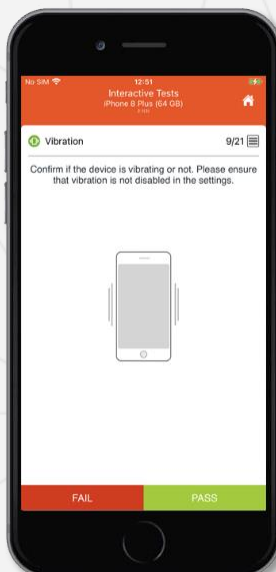 No SIM 12:51
Interactive Tests
iPhone 8 Plus (64 GB)
Vibration 9/21
Confirm if the device is vibrating or not. Please ensure
that vibration is not disabled in the settings.
FAIL PASS